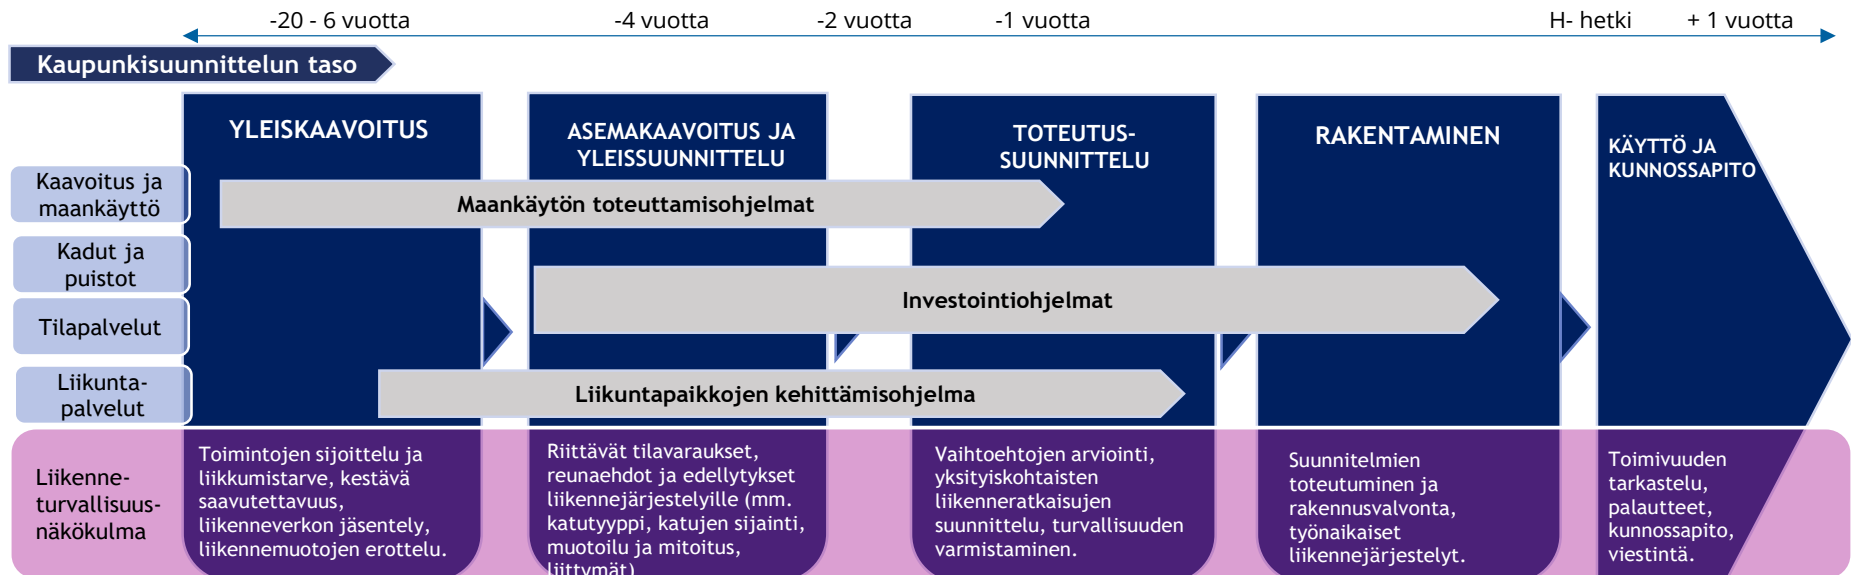 -20 - 6 vuotta
-4 vuotta
-2 vuotta
-1 vuotta
H- hetki
+ 1 vuotta
Kaupunkisuunnittelun taso
YLEISKAAVOITUS
ASEMAKAAVOITUS JA
YLEISSUUNNITTELU
TOTEUTUS-
SUUNNITTELU
RAKENTAMINEN
KÄYTTÖ JA
KUNNOSSAPITO
Kaavoitus ja
maankäyttö
Maankäytön toteuttamisohjelmat
Kadut ja
puistot
Investointiohjelmat
Tilapalvelut
Liikunta-
palvelut
Liikuntapaikkojen kehittämisohjelma
Liikenne-
turvallisuus-
näkökulma
Toimintojen sijoittelu ja
liikkumistarve, kestävä
saavutettavuus,
liikenneverkon jäsentely,
liikennemuotojen erottelu.
Riittävät tilavaraukset,
reunaehdot ja edellytykset
liikennejärjestelyille (mm.
katutyyppi, katujen sijainti,
muotoilu ja mitoitus,
liittymät)
Vaihtoehtojen arviointi,
yksityiskohtaisten
liikenneratkaisujen
suunnittelu, turvallisuuden
varmistaminen.
Suunnitelmien
toteutuminen ja
rakennusvalvonta,
työnaikaiset
liikennejärjestelyt.
Toimivuuden
tarkastelu,
palautteet,
kunnossapito,
viestintä.